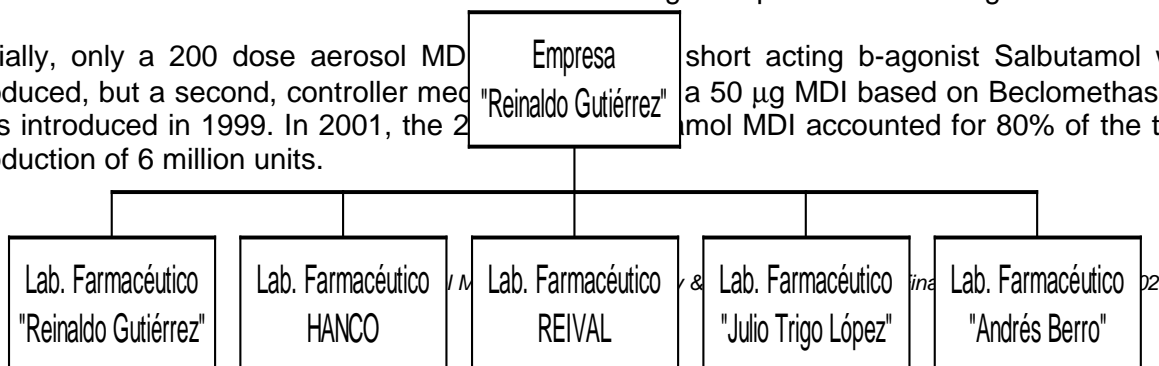 ially, only a 200 dose aerosol MD short acting b-agonist Salbutamol w
oduced, but a second, controller med a 50 μg MDI based on Beclomethas
s introduced in 1999. In 2001, the 2 amol MDI accounted for 80% of the t
oduction of 6 million units.
Empresa
"Reinaldo Gutiérrez"
Lab. Farmacéutico
"Reinaldo Gutiérrez"
Lab. Farmacéutico
HANCO
Lab. Farmacéutico
REIVAL
Lab. Farmacéutico
"Julio Trigo López"
Lab. Farmacéutico
"Andrés Berro"